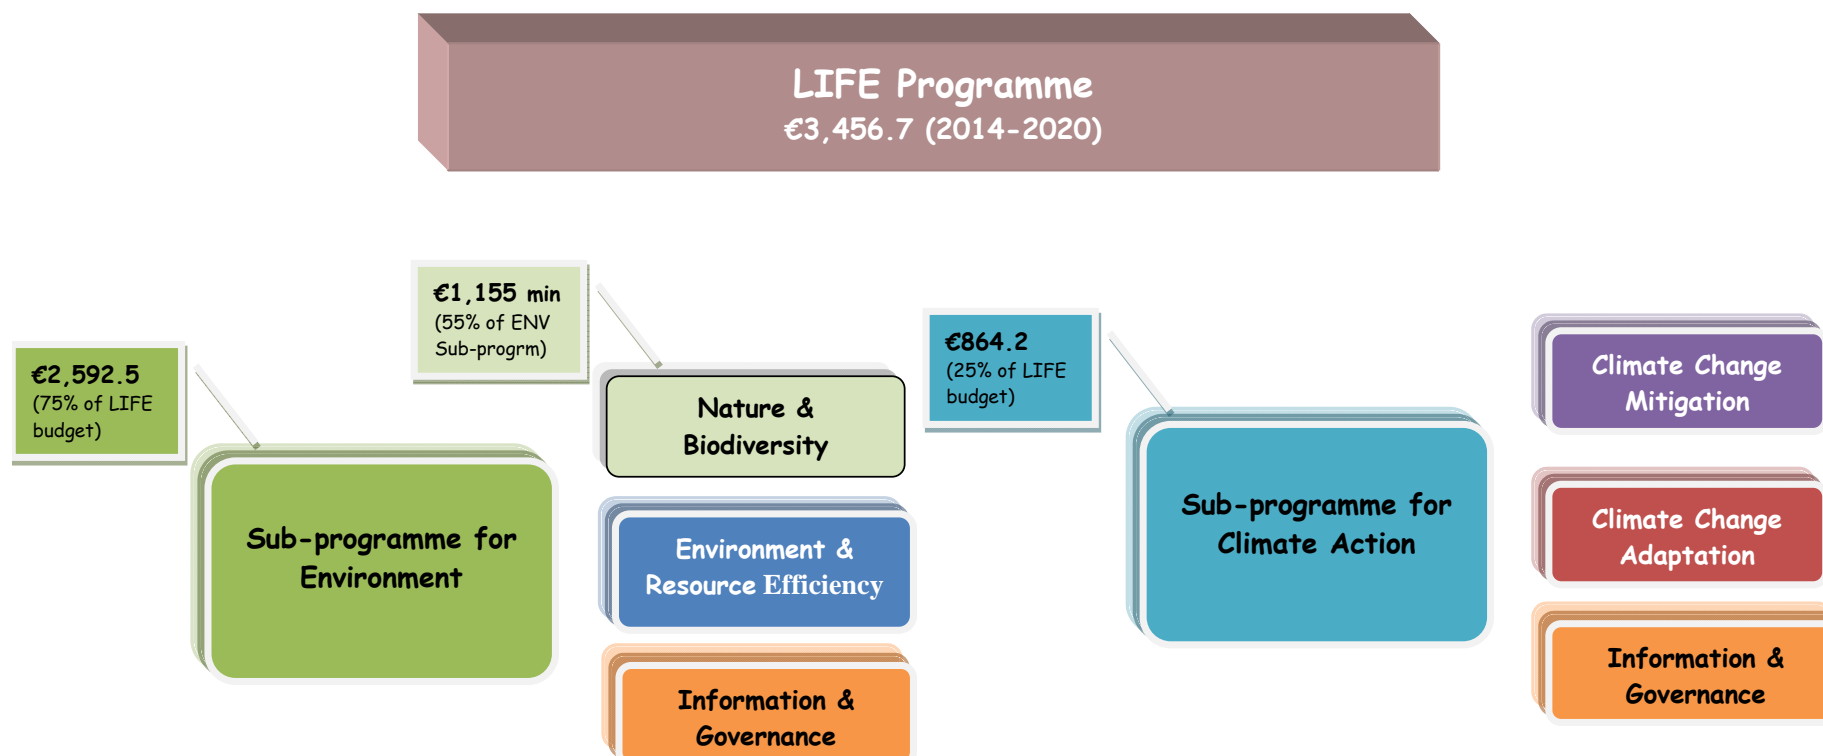 LIFE Programme
€3,456.7 (2014-2020)
€2,592.5
(75% of LIFE
budget)
Sub-programme for
Environment
€1,155 min
(55% of ENV
Sub-progrm)
Nature &
Biodiversity
Environment &
Resource Efficiency
Information &
Governance
€864.2
(25% of LIFE
budget)
Sub-programme for
Climate Action
Climate Change
Mitigation
Climate Change
Adaptation
Information &
Governance